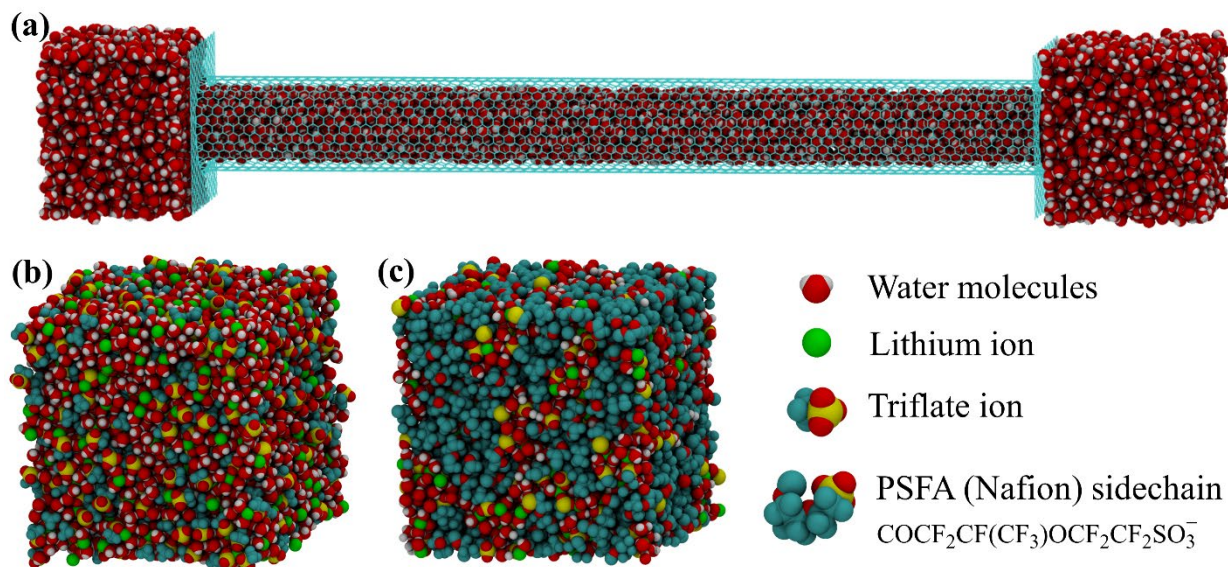 (a)
(b)
(c)
Water molecules
Lithium ion
Triflate ion
PSFA (Nafion) sidechain
COCF₂CF(CF₃)OCF₂CF₂SO₃⁻